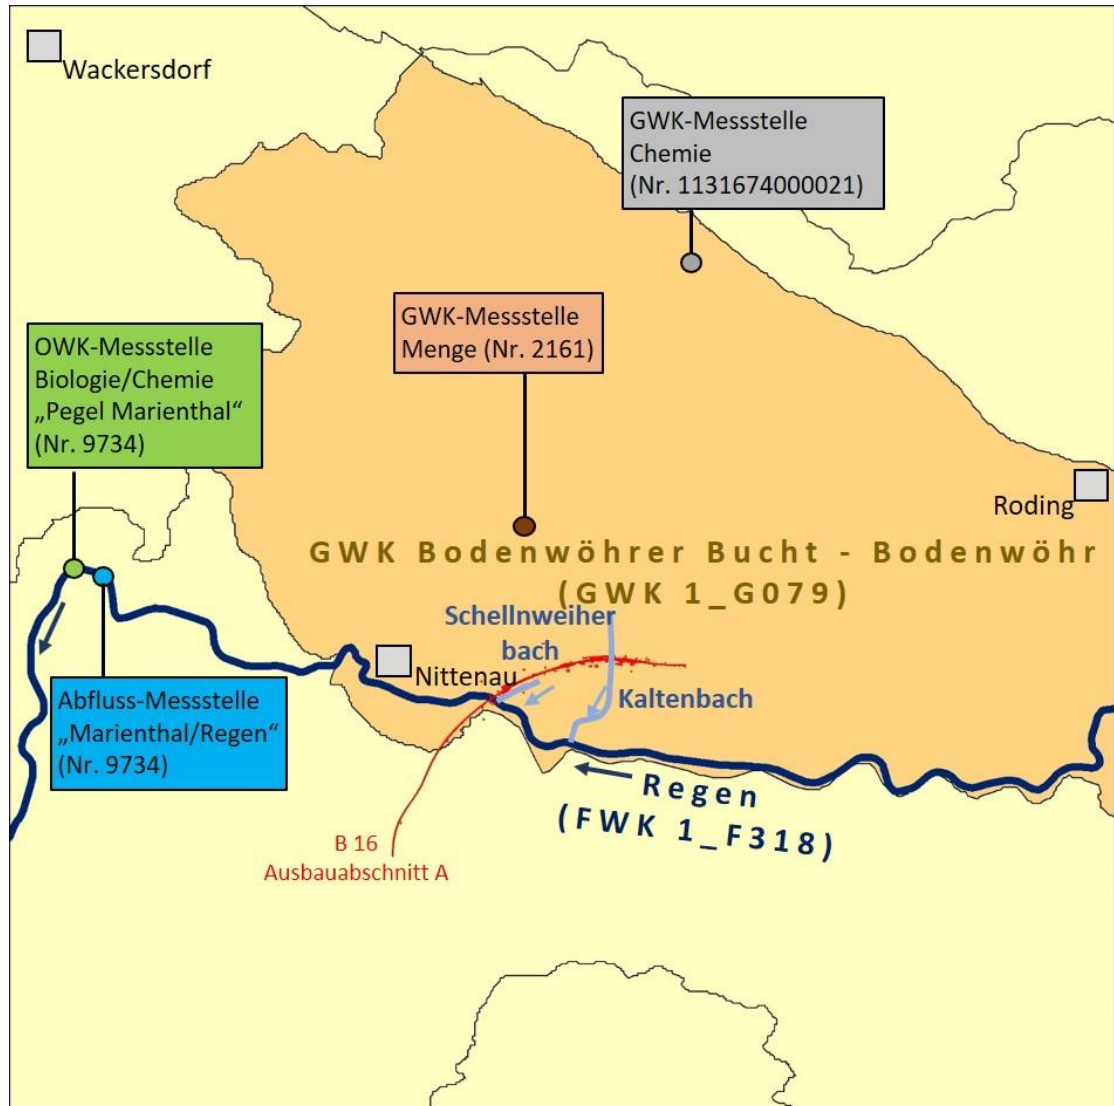 Wackersdorf
GWK-Messstelle
Chemie
(Nr. 1131674000021)
GWK-Messstelle
Menge (Nr. 2161)
OWK-Messstelle
Biologie/Chemie
„Pegel Marienthal“
(Nr. 9734)
Roding
GWK Bodenwöhrer Bucht - Bodenwöhr
(GWK 1_G079)
Schellnweiher
bach
Nittenau
Kaltenbach
Abfluss-Messstelle
„Marienthal/Regen“
(Nr. 9734)
Regen
(FWK 1_F318)
B 16
Ausbauabschnitt A